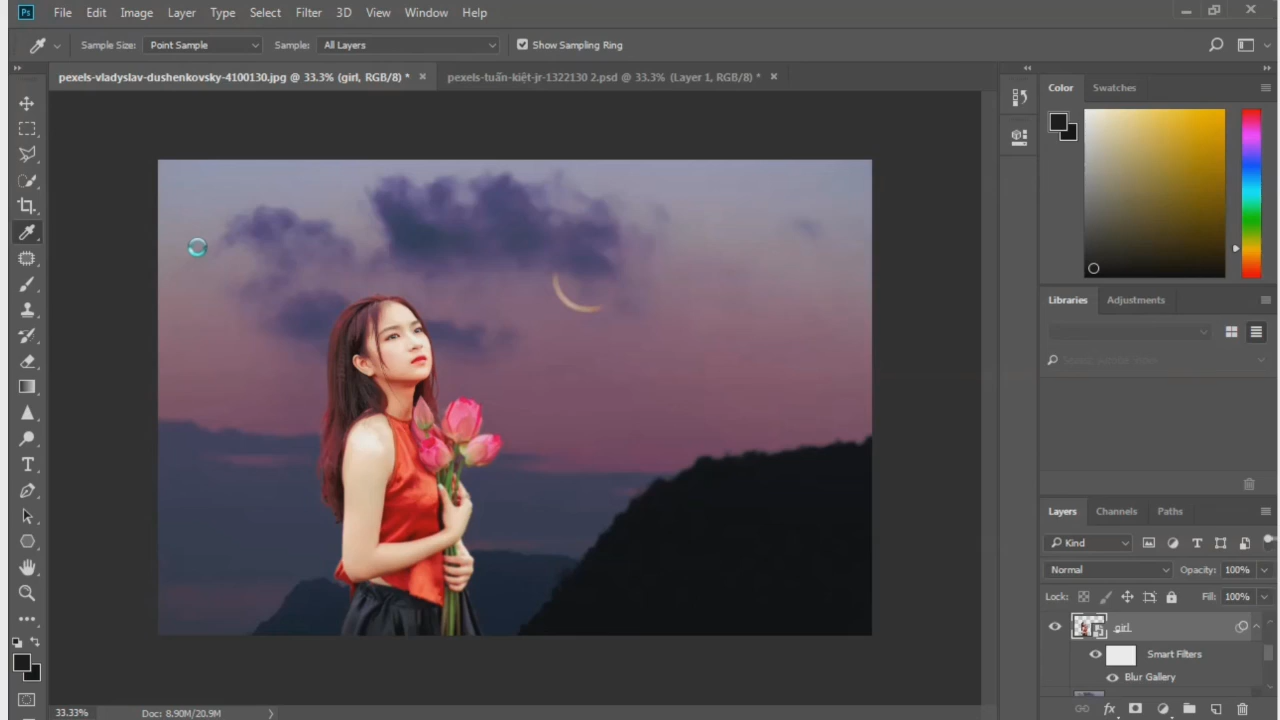 Ps File Edit Image Layer Type Select Filter 3D View Window Help
Sample Size: Point Sample Sample: All Layers Show Sampling Ring
pexels-vladyslav-dushenkovsky-4100130.jpg @ 33.3% (girl, RGB/8) * pexels-tuấn-kiệt-jr-1322130 2.psd @ 33.3% (Layer 1, RGB/8) *
Color Swatches
Libraries Adjustments
Layers Channels Paths
Kind
Normal Opacity: 100%
Lock: Fill: 100%
girl
Smart Filters
Blur Gallery
33.33% Doc: 8.90M/20.9M